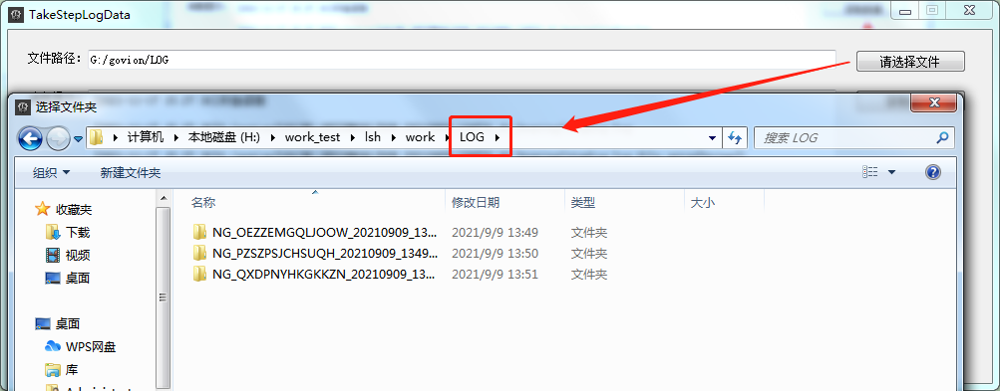 TakeStepLogData
文件路径：G:/govion/LOG 请选择文件
选择文件夹
计算机 本地磁盘 (H:) work_test lsh work LOG 搜索 LOG
组织 新建文件夹
名称 修改日期 类型 大小
收藏夹
下载
视频
桌面
桌面
WPS网盘
库
NG_OEZZEMGQLJOOW_20210909_13... 2021/9/9 13:49 文件夹
NG_PZSZPSJCHSUQH_20210909_1349... 2021/9/9 13:50 文件夹
NG_QXDPNYHKGKKZN_20210909_13... 2021/9/9 13:51 文件夹